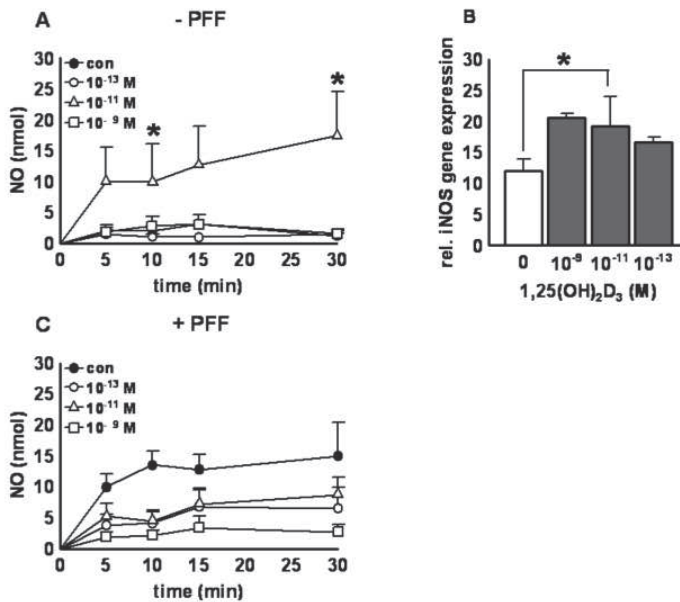 A
- PFF
con
10⁻¹³ M
10⁻¹¹ M
10⁻ ⁹ M
NO (nmol)
30
25
20
15
10
5
0
*
*
0 5 10 15 20 25 30
time (min)
B
rel. iNOS gene expression
30
25
20
15
10
5
0
*
0 10⁻⁹ 10⁻¹¹ 10⁻¹³
1,25(OH)₂D₃ (M)
C
+ PFF
con
10⁻¹³ M
10⁻¹¹ M
10⁻ ⁹ M
NO (nmol)
30
25
20
15
10
5
0
0 5 10 15 20 25 30
time (min)